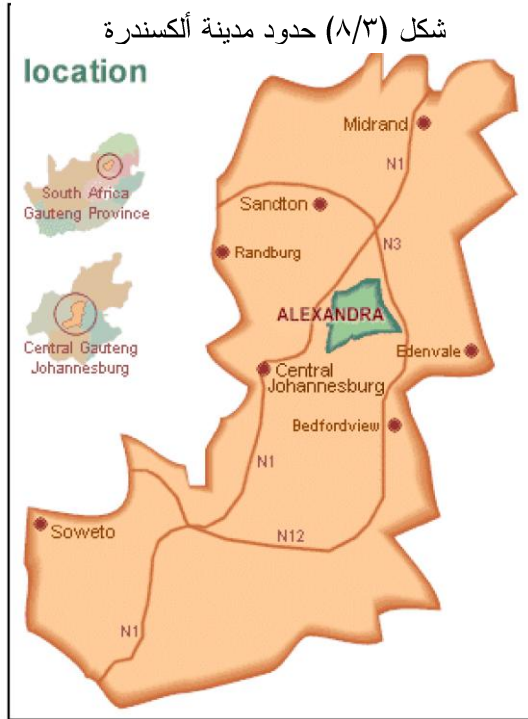 شكل (٨/٣) حدود مدينة ألكسندرة
location
Midrand
N1
South Africa
Gauteng Province
Sandton
N3
Randburg
ALEXANDRA
Central Gauteng
Johannesburg
Edenvale
Central
Johannesburg
Bedfordview
N1
Soweto
N12
N1